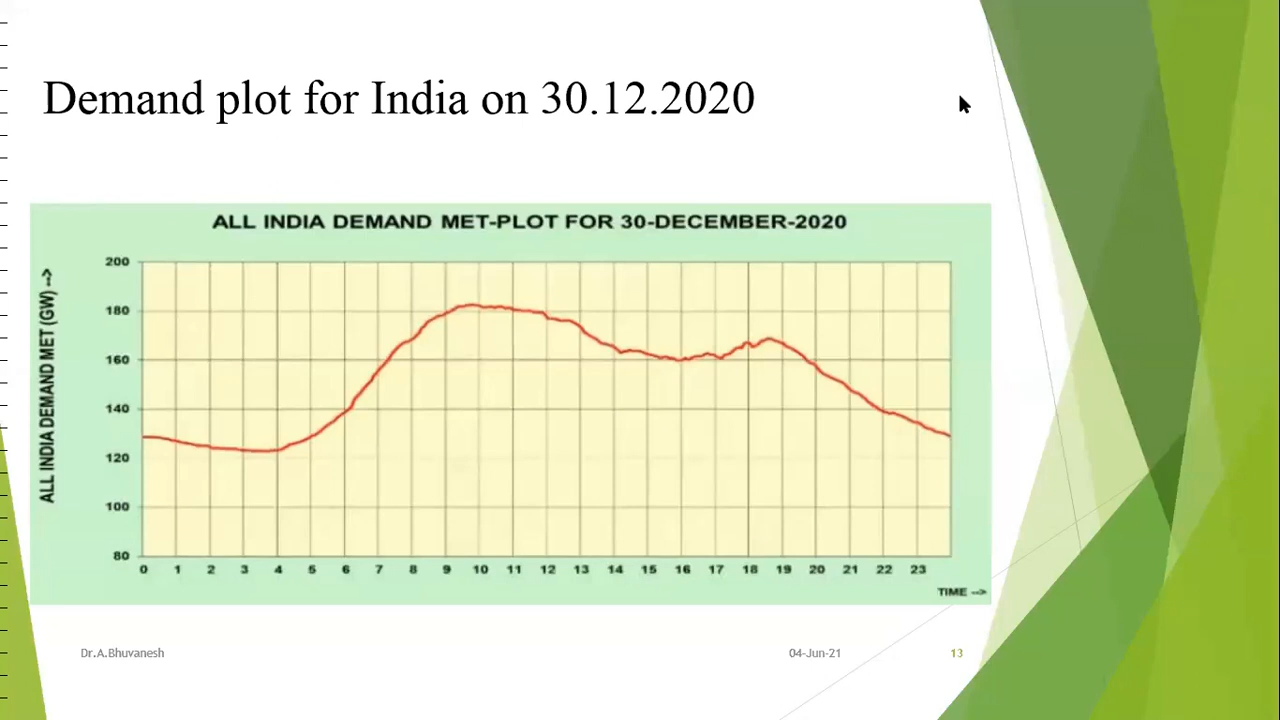 Demand plot for India on 30.12.2020
ALL INDIA DEMAND MET-PLOT FOR 30-DECEMBER-2020
ALL INDIA DEMAND MET (GW) -->
200
180
160
140
120
100
80
0 1 2 3 4 5 6 7 8 9 10 11 12 13 14 15 16 17 18 19 20 21 22 23
TIME -->
Dr.A.Bhuvanesh 04-Jun-21 13